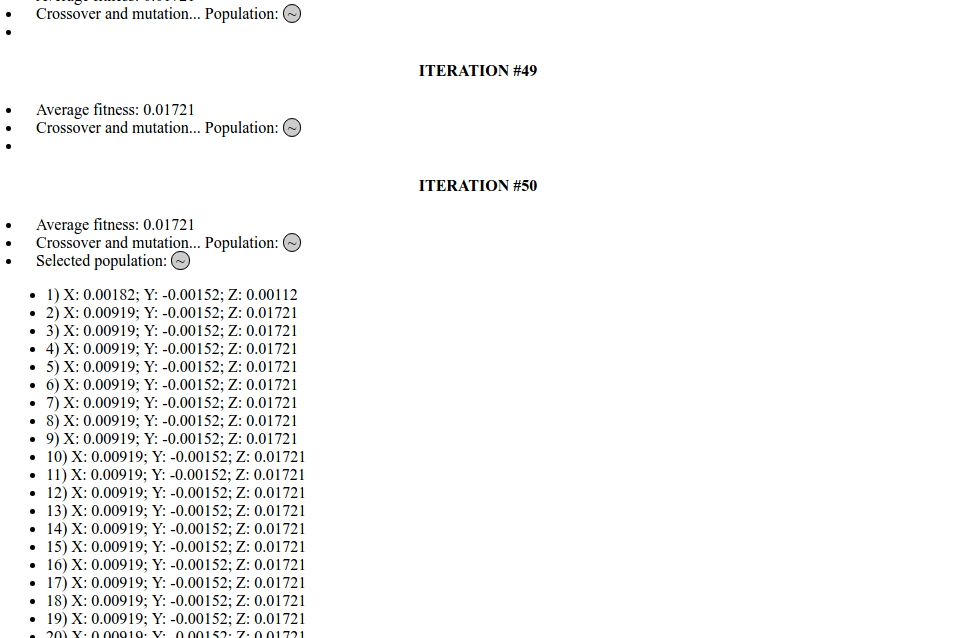 Crossover and mutation... Population: ~
ITERATION #49
Average fitness: 0.01721
Crossover and mutation... Population: ~
ITERATION #50
Average fitness: 0.01721
Crossover and mutation... Population: ~
Selected population: ~
1) X: 0.00182; Y: -0.00152; Z: 0.00112
2) X: 0.00919; Y: -0.00152; Z: 0.01721
3) X: 0.00919; Y: -0.00152; Z: 0.01721
4) X: 0.00919; Y: -0.00152; Z: 0.01721
5) X: 0.00919; Y: -0.00152; Z: 0.01721
6) X: 0.00919; Y: -0.00152; Z: 0.01721
7) X: 0.00919; Y: -0.00152; Z: 0.01721
8) X: 0.00919; Y: -0.00152; Z: 0.01721
9) X: 0.00919; Y: -0.00152; Z: 0.01721
10) X: 0.00919; Y: -0.00152; Z: 0.01721
11) X: 0.00919; Y: -0.00152; Z: 0.01721
12) X: 0.00919; Y: -0.00152; Z: 0.01721
13) X: 0.00919; Y: -0.00152; Z: 0.01721
14) X: 0.00919; Y: -0.00152; Z: 0.01721
15) X: 0.00919; Y: -0.00152; Z: 0.01721
16) X: 0.00919; Y: -0.00152; Z: 0.01721
17) X: 0.00919; Y: -0.00152; Z: 0.01721
18) X: 0.00919; Y: -0.00152; Z: 0.01721
19) X: 0.00919; Y: -0.00152; Z: 0.01721
20) X: 0.00919; Y: -0.00152; Z: 0.01721